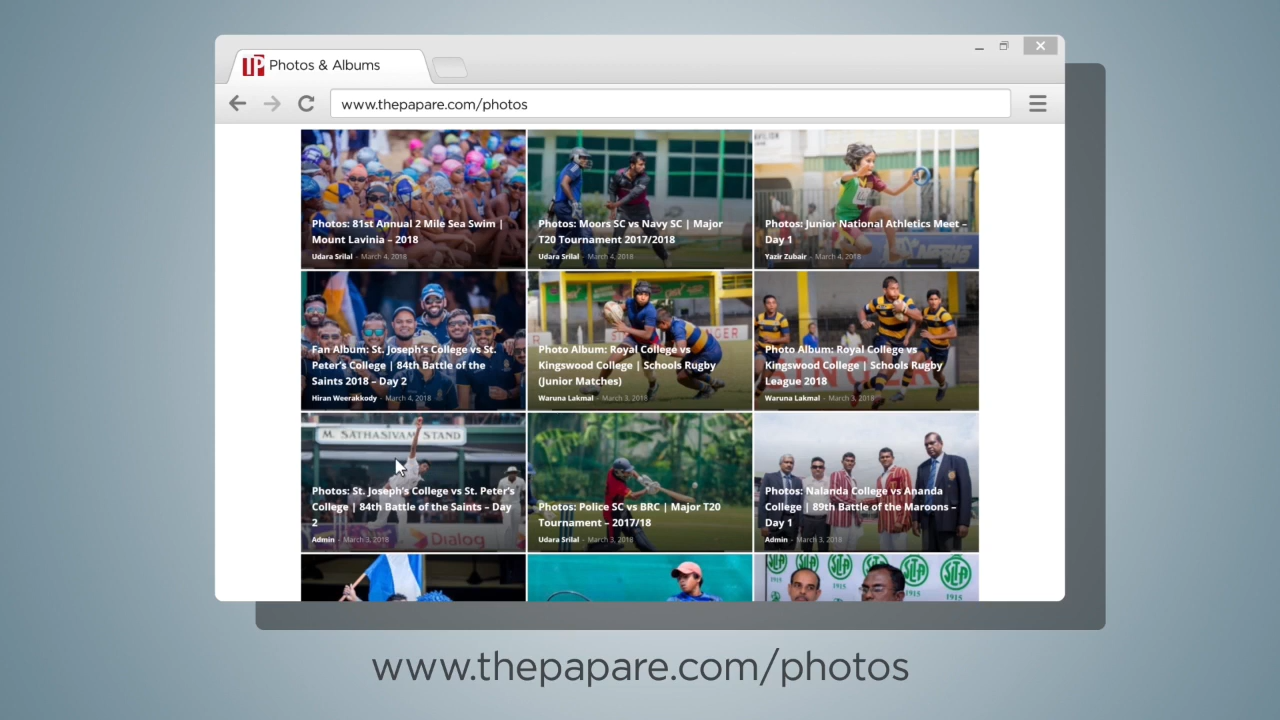 Photos & Albums
www.thepapare.com/photos
Photos: 81st Annual 2 Mile Sea Swim |
Mount Lavinia – 2018
Udara Srilal - March 4, 2018
Photos: Moors SC vs Navy SC | Major
T20 Tournament 2017/2018
Udara Srilal - March 4, 2018
Photos: Junior National Athletics Meet –
Day 1
Yazir Zubair - March 4, 2018
Fan Album: St. Joseph's College vs St.
Peter's College | 84th Battle of the
Saints 2018 – Day 2
Hiran Weerakkody - March 4, 2018
Photo Album: Royal College vs
Kingswood College | Schools Rugby
(Junior Matches)
Waruna Lakmal - March 3, 2018
Photo Album: Royal College vs
Kingswood College | Schools Rugby
League 2018
Waruna Lakmal - March 3, 2018
M. SATHASIVAM STAND
Photos: St. Joseph's College vs St. Peter's
College | 84th Battle of the Saints – Day
2
Admin - March 3, 2018
Dialog
Photos: Police SC vs BRC | Major T20
Tournament – 2017/18
Udara Srilal - March 3, 2018
Photos: Nalanda College vs Ananda
College | 89th Battle of the Maroons –
Day 1
Admin - March 3, 2018
1915
1915
www.thepapare.com/photos